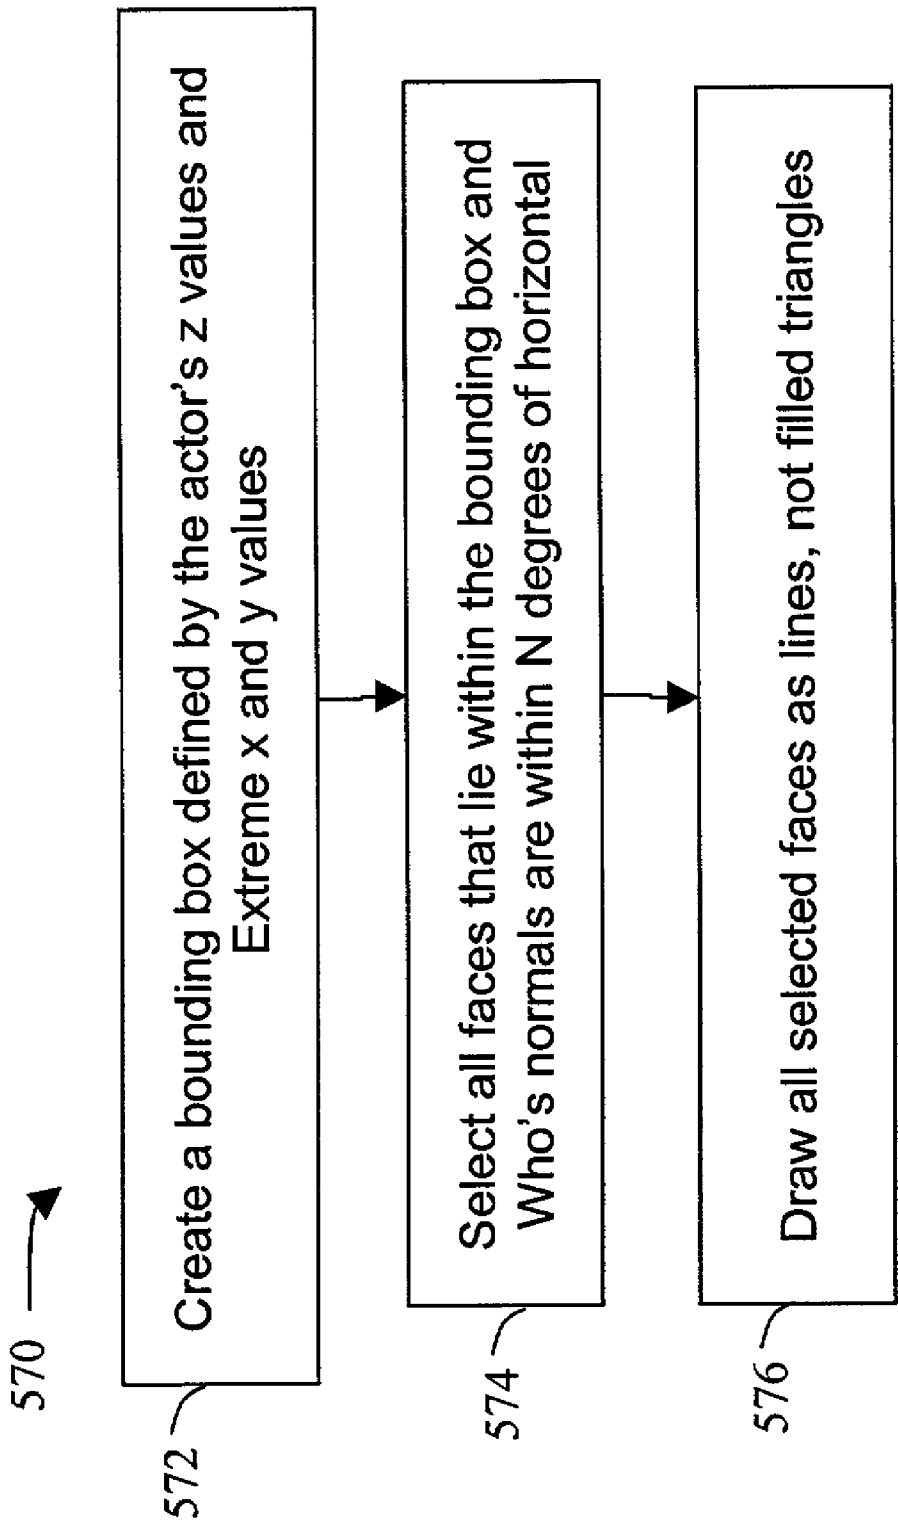 570
572
Create a bounding box defined by the actor's z values and
Extreme x and y values
574
Select all faces that lie within the bounding box and
Who's normals are within N degrees of horizontal
576
Draw all selected faces as lines, not filled triangles